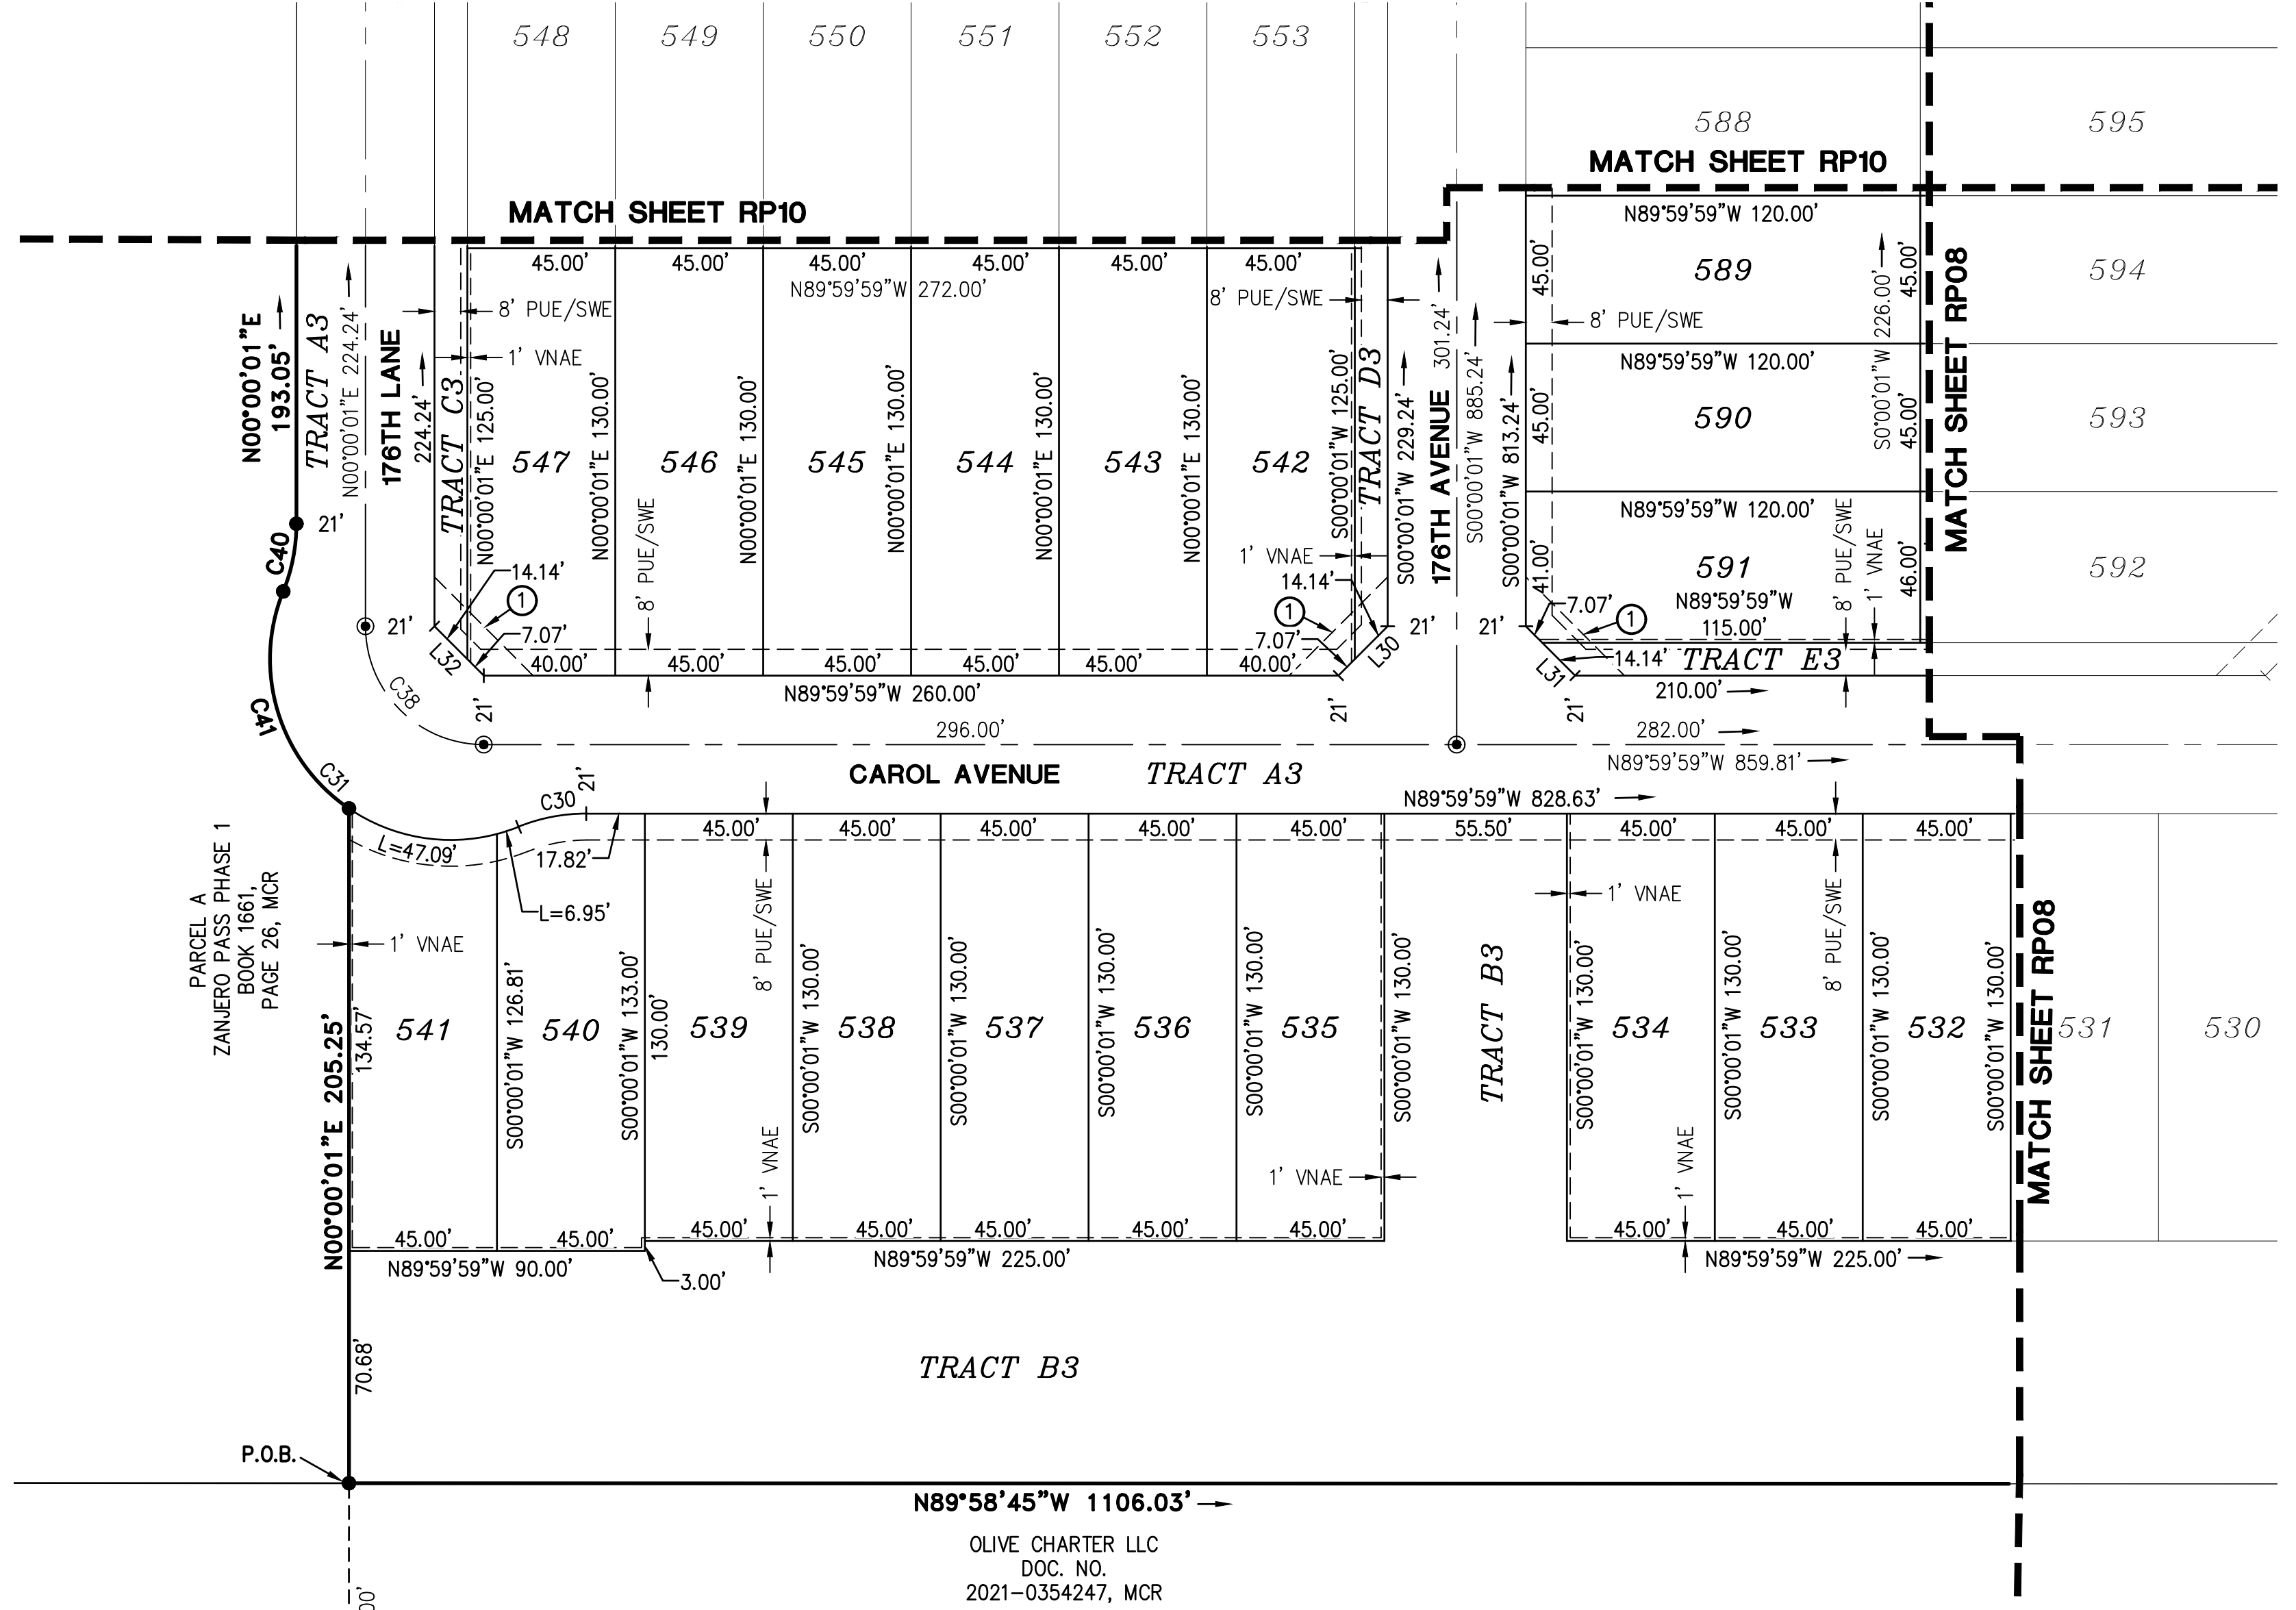 548
549
550
551
552
553
588
595
MATCH SHEET RP10
MATCH SHEET RP10
N89°59'59"W 120.00'
45.00'
45.00'
45.00'
45.00'
45.00'
45.00'
N89°59'59"W 272.00'
8' PUE/SWE
8' PUE/SWE
1' VNAE
N00°00'01"E
193.05'
TRACT A3
N00°00'01"E 224.24'
176TH LANE
224.24'
TRACT C3
N00°00'01"E 125.00'
547
N00°00'01"E 130.00'
546
N00°00'01"E 130.00'
545
N00°00'01"E 130.00'
544
N00°00'01"E 130.00'
543
N00°00'01"E 130.00'
542
S00°00'01"W 125.00'
TRACT D3
S00°00'01"W 229.24'
176TH AVENUE
301.24'
S00°00'01"W 885.24'
S00°00'01"W 813.24'
45.00'
589
S0°00'01"W 226.00'
45.00'
594
8' PUE/SWE
N89°59'59"W 120.00'
45.00'
590
45.00'
593
MATCH SHEET RP08
N89°59'59"W 120.00'
41.00'
591
46.00'
592
N89°59'59"W
115.00'
8' PUE/SWE
1' VNAE
7.07'
1
14.14'
TRACT E3
L31
210.00'
21'
C40
21'
14.14'
1
7.07'
L32
8' PUE/SWE
1' VNAE
14.14'
1
7.07'
L30
21'
21'
40.00'
45.00'
45.00'
45.00'
45.00'
40.00'
N89°59'59"W 260.00'
C38
C41
21'
21'
21'
296.00'
282.00'
N89°59'59"W 859.81'
CAROL AVENUE
TRACT A3
C31
C30
21'
N89°59'59"W 828.63'
L=47.09'
17.82'
L=6.95'
45.00'
45.00'
45.00'
45.00'
45.00'
55.50'
45.00'
45.00'
45.00'
PARCEL A
ZANJERO PASS PHASE 1
BOOK 1661,
PAGE 26, MCR
1' VNAE
8' PUE/SWE
1' VNAE
8' PUE/SWE
N00°00'01"E 205.25'
134.57'
541
S00°00'01"W 126.81'
540
S00°00'01"W 133.00'
130.00'
539
S00°00'01"W 130.00'
538
S00°00'01"W 130.00'
537
S00°00'01"W 130.00'
536
S00°00'01"W 130.00'
535
S00°00'01"W 130.00'
TRACT B3
S00°00'01"W 130.00'
534
S00°00'01"W 130.00'
533
S00°00'01"W 130.00'
532
S00°00'01"W 130.00'
MATCH SHEET RP08
531
530
1' VNAE
1' VNAE
1' VNAE
45.00'
45.00'
45.00'
45.00'
45.00'
45.00'
45.00'
45.00'
45.00'
45.00'
N89°59'59"W 90.00'
3.00'
N89°59'59"W 225.00'
N89°59'59"W 225.00'
70.68'
TRACT B3
P.O.B.
N89°58'45"W 1106.03'
OLIVE CHARTER LLC
DOC. NO.
2021-0354247, MCR